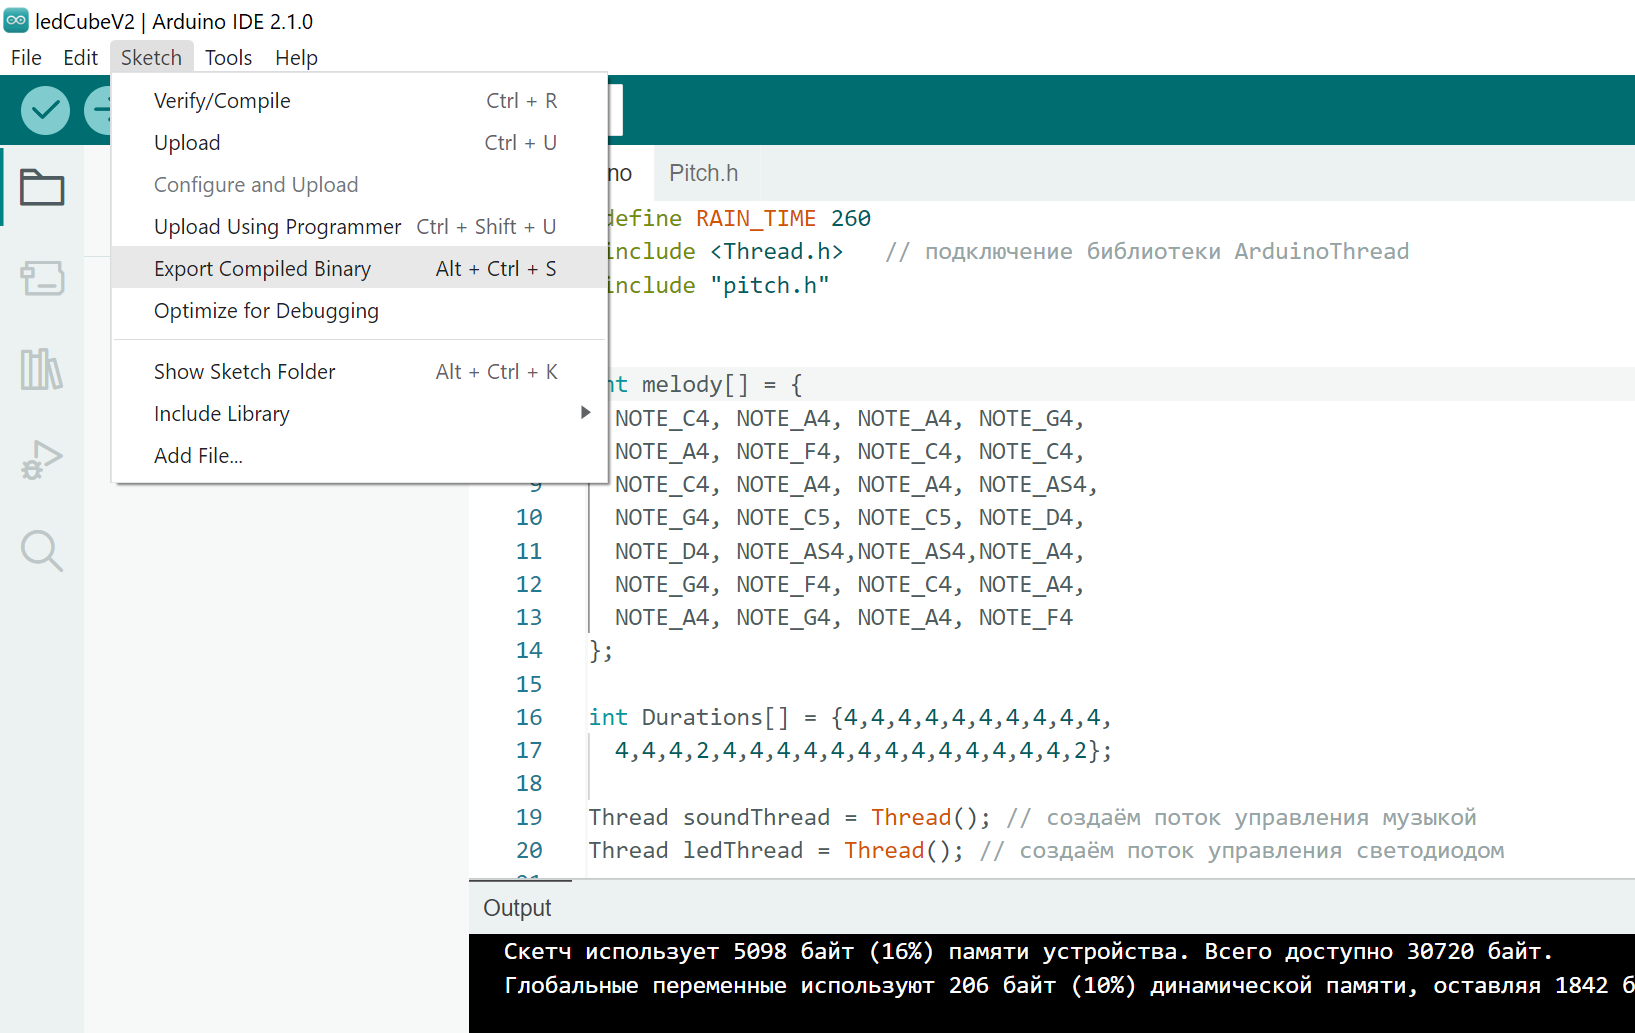 ledCubeV2 | Arduino IDE 2.1.0
File Edit Sketch Tools Help
Verify/Compile Ctrl + R
Upload Ctrl + U
Configure and Upload
Upload Using Programmer Ctrl + Shift + U
Export Compiled Binary Alt + Ctrl + S
Optimize for Debugging
Show Sketch Folder Alt + Ctrl + K
Include Library
Add File...
no Pitch.h
define RAIN_TIME 260
include <Thread.h> // подключение библиотеки ArduinoThread
include "pitch.h"
nt melody[] = {
NOTE_C4, NOTE_A4, NOTE_A4, NOTE_G4,
NOTE_A4, NOTE_F4, NOTE_C4, NOTE_C4,
9 NOTE_C4, NOTE_A4, NOTE_A4, NOTE_AS4,
10 NOTE_G4, NOTE_C5, NOTE_C5, NOTE_D4,
11 NOTE_D4, NOTE_AS4,NOTE_AS4,NOTE_A4,
12 NOTE_G4, NOTE_F4, NOTE_C4, NOTE_A4,
13 NOTE_A4, NOTE_G4, NOTE_A4, NOTE_F4
14 };
15
16 int Durations[] = {4,4,4,4,4,4,4,4,4,4,
17 4,4,4,2,4,4,4,4,4,4,4,4,4,4,4,4,4,2};
18
19 Thread soundThread = Thread(); // создаём поток управления музыкой
20 Thread ledThread = Thread(); // создаём поток управления светодиодом
21
Output
Скетч использует 5098 байт (16%) памяти устройства. Всего доступно 30720 байт.
Глобальные переменные используют 206 байт (10%) динамической памяти, оставляя 1842 б